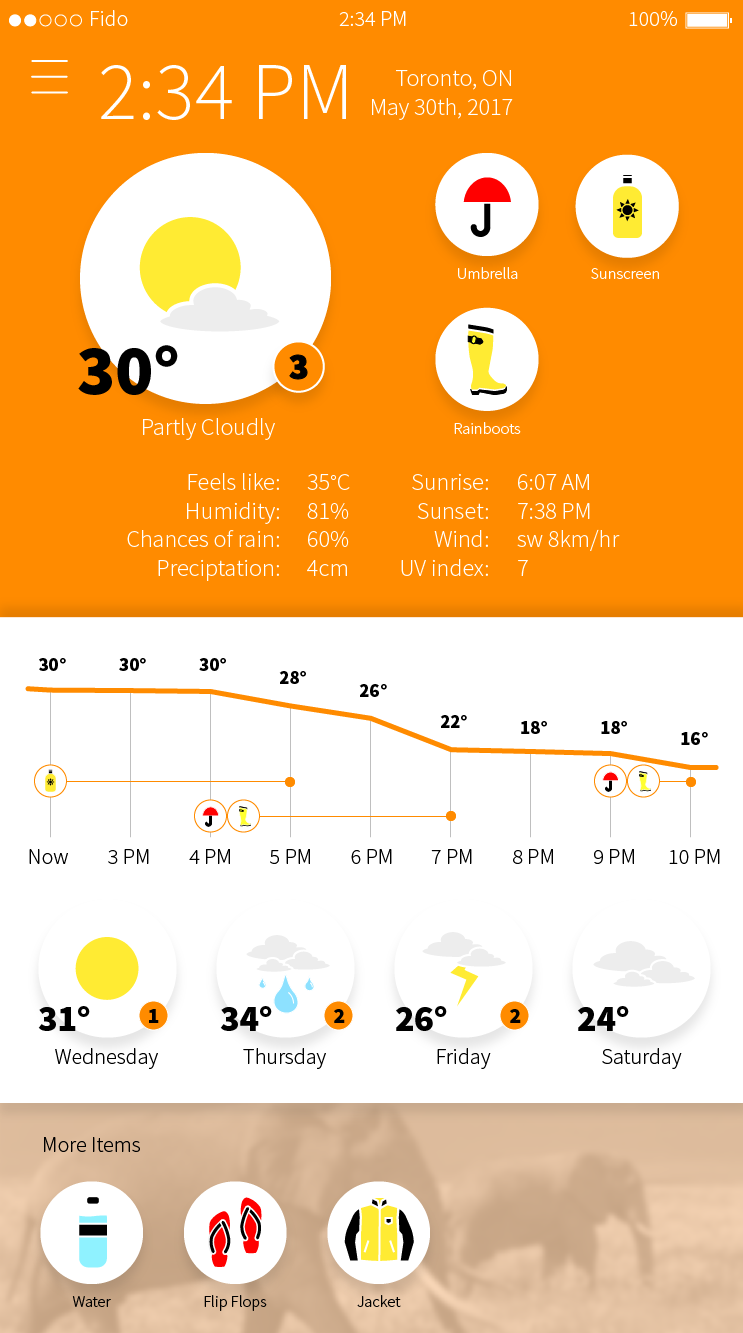 Fido 2:34 PM 100%
2:34 PM
Toronto, ON
May 30th, 2017
30°
3
Partly Cloudly
Umbrella
Sunscreen
Rainboots
Feels like: 35°C
Humidity: 81%
Chances of rain: 60%
Preciptation: 4cm
Sunrise: 6:07 AM
Sunset: 7:38 PM
Wind: sw 8km/hr
UV index: 7
30° 30° 30° 28° 26° 22° 18° 18° 16°
Now 3 PM 4 PM 5 PM 6 PM 7 PM 8 PM 9 PM 10 PM
31° 1 34° 2 26° 2 24°
Wednesday Thursday Friday Saturday
More Items
Water Flip Flops Jacket